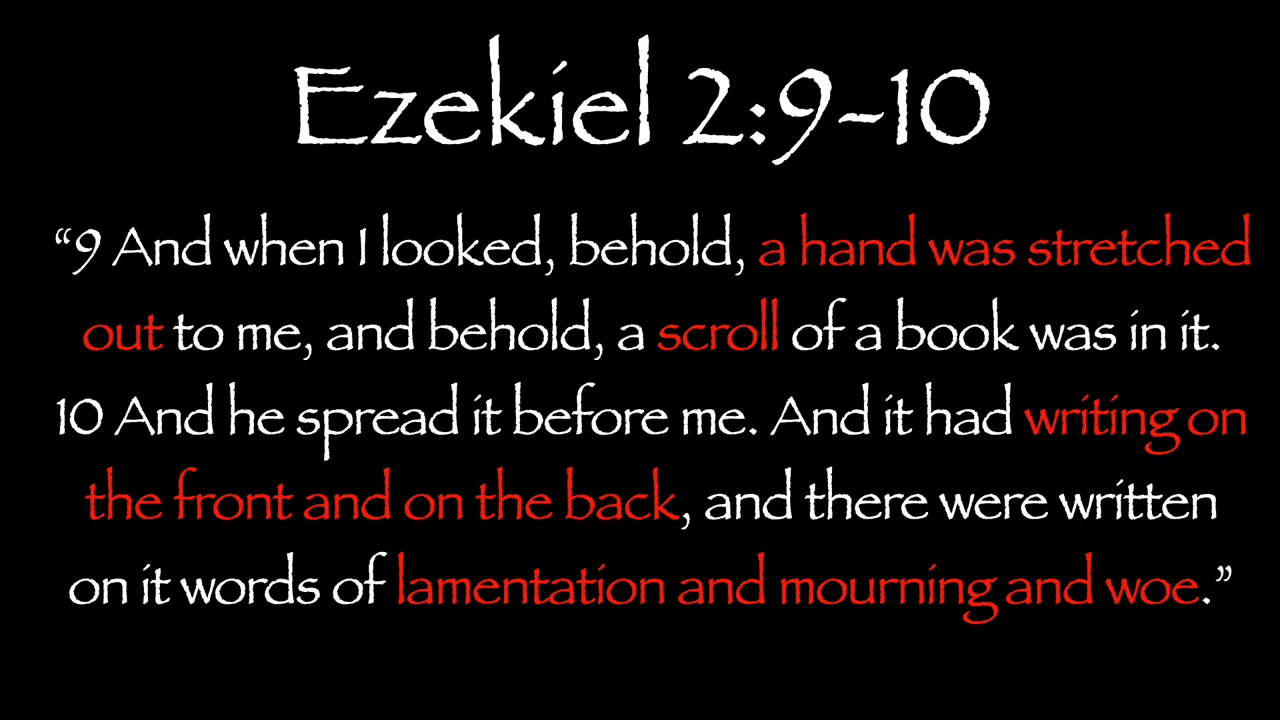 Ezekiel 2:9-10
“9 And when I looked, behold, a hand was stretched
out to me, and behold, a scroll of a book was in it.
10 And he spread it before me. And it had writing on
the front and on the back, and there were written
on it words of lamentation and mourning and woe.”